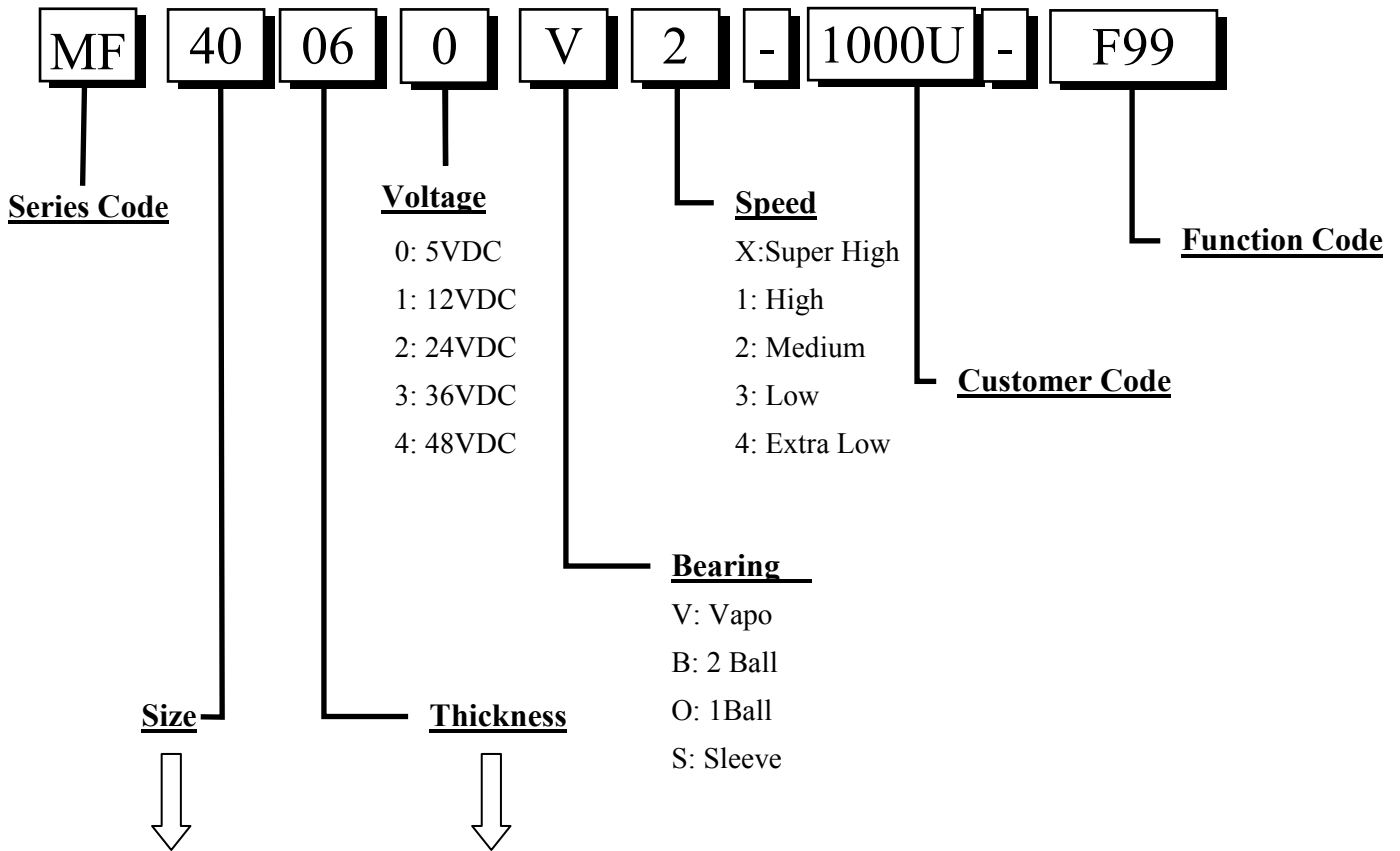 MF 40 06 0 V 2 - 1000U - F99
Series Code
Voltage
0: 5VDC
1: 12VDC
2: 24VDC
3: 36VDC
4: 48VDC
Speed
X:Super High
1: High
2: Medium
3: Low
4: Extra Low
Function Code
Customer Code
Bearing
V: Vapo
B: 2 Ball
O: 1Ball
S: Sleeve
Size
Thickness